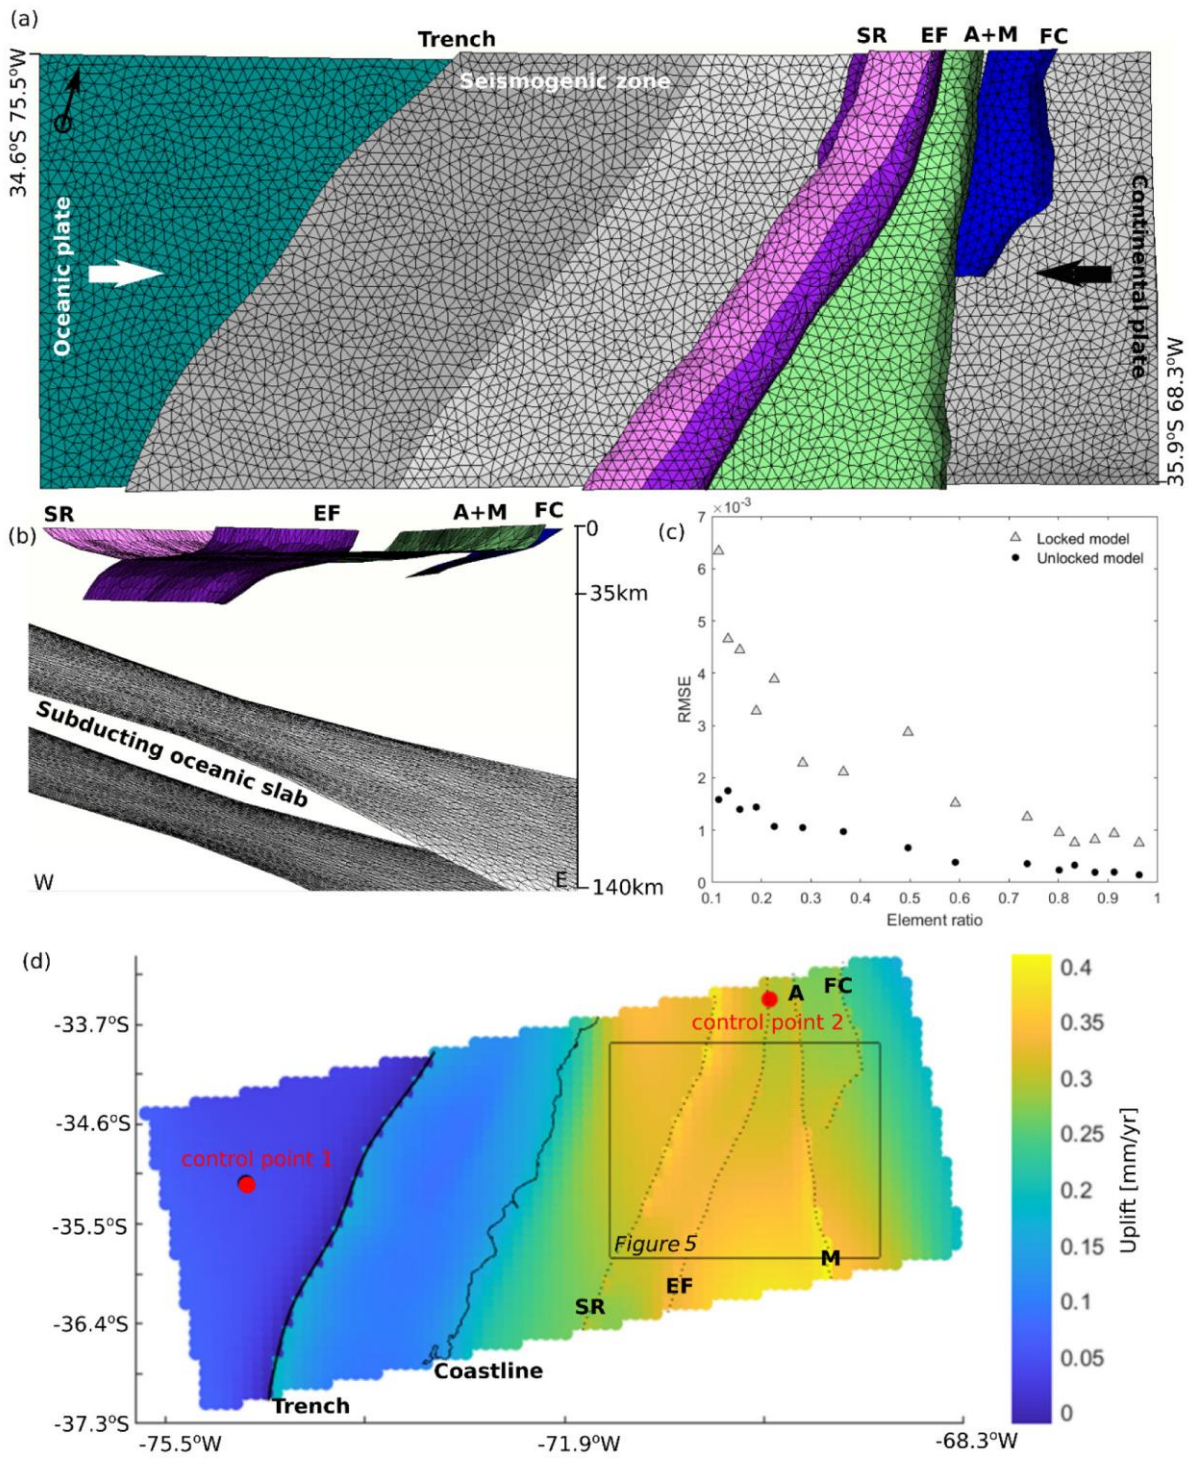 (a)
Trench
SR EF A+M FC
Seismogenic zone
34.6°S 75.5°W
Oceanic plate
Continental plate
35.9°S 68.3°W
(b)
SR EF A+M FC
0
35km
140km
Subducting oceanic slab
W E
(c)
×10⁻³
7
6
5
4
3
2
1
0
RMSE
Locked model
Unlocked model
0.1 0.2 0.3 0.4 0.5 0.6 0.7 0.8 0.9 1
Element ratio
(d)
-33.7°S
-34.6°S
-35.5°S
-36.4°S
-37.3°S
A FC
control point 2
control point 1
Figure 5
M
EF
SR
Coastline
Trench
-75.5°W -71.9°W -68.3°W
0.4
0.35
0.3
0.25
0.2
0.15
0.1
0.05
0
Uplift [mm/yr]